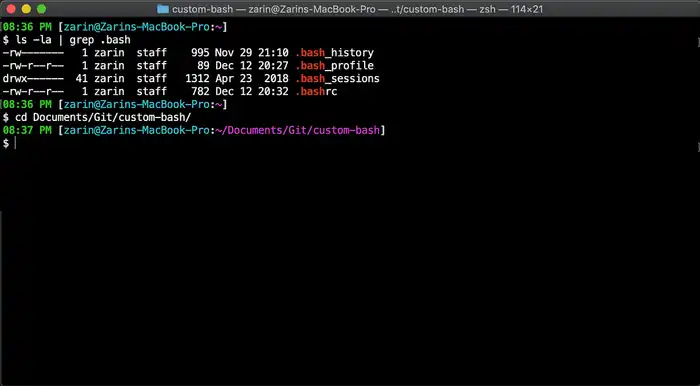 custom-bash — zarin@Zarins-MacBook-Pro — ..t/custom-bash — zsh — 114×21
08:36 PM [zarin@Zarins-MacBook-Pro:~]
$ ls -la | grep .bash
-rw------- 1 zarin staff 995 Nov 29 21:10 .bash_history
-rw-r--r-- 1 zarin staff 89 Dec 12 20:27 .bash_profile
drwx------ 41 zarin staff 1312 Apr 23 2018 .bash_sessions
-rw-r--r-- 1 zarin staff 782 Dec 12 20:32 .bashrc
08:36 PM [zarin@Zarins-MacBook-Pro:~]
$ cd Documents/Git/custom-bash/
08:37 PM [zarin@Zarins-MacBook-Pro:~/Documents/Git/custom-bash]
$